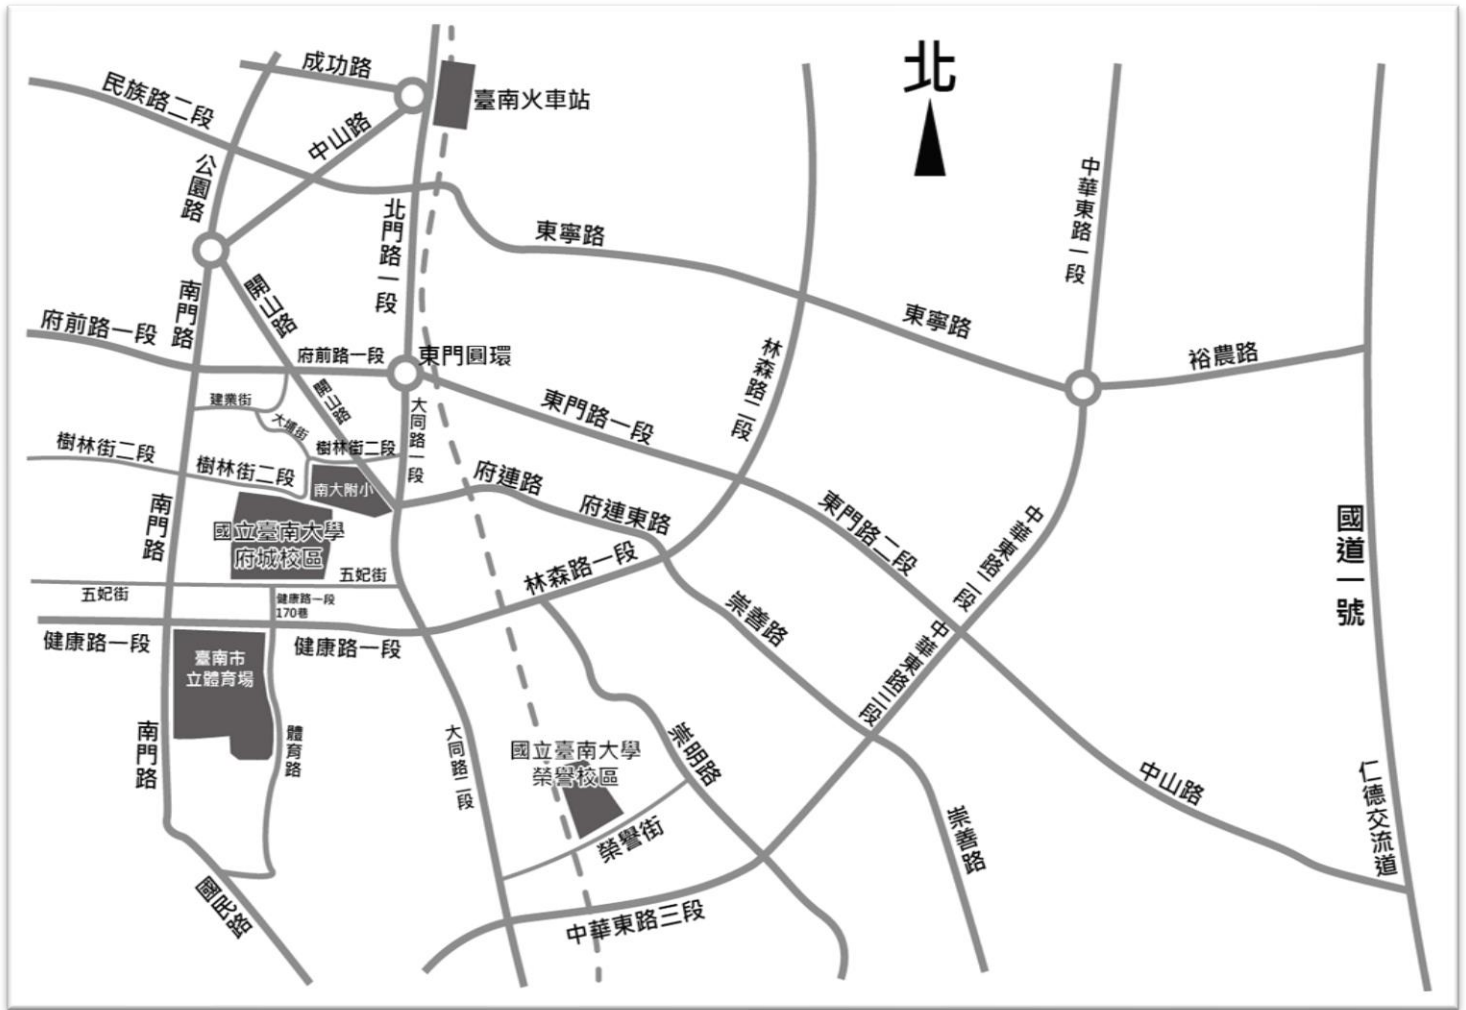 成功路
北
民族路二段
臺南火車站
中山路
公園路
中華東路一段
北門路一段
東寧路
開山路
南門路
東寧路
府前路一段
府前路一段
東門圓環
林森路二段
裕農路
開山路
建業街
大同路一段
東門路一段
大埔街
樹林街二段
樹林街二段
樹林街二段
南大附小
府連路
府連東路
東門路二段
南門路
國立臺南大學
府城校區
中華東路二段
國道一號
五妃街
林森路一段
五妃街
健康路一段
170巷
崇善路
健康路一段
健康路一段
中華東路三段
臺南市
立體育場
南門路
體育路
大同路二段
國立臺南大學
榮譽校區
崇明路
中山路
仁德交流道
榮譽街
崇善路
國民路
中華東路三段